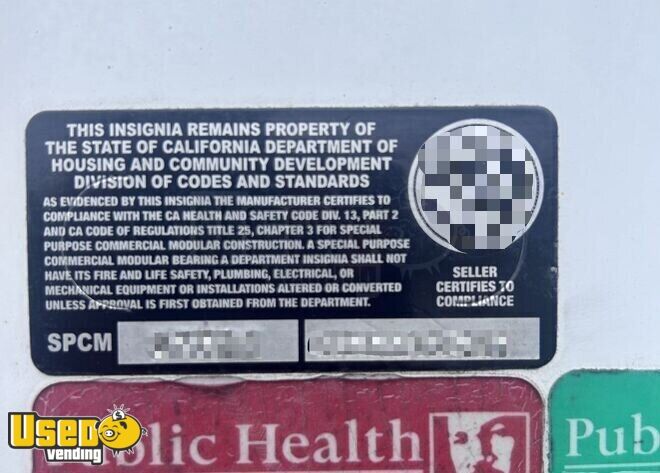 THIS INSIGNIA REMAINS PROPERTY OF
THE STATE OF CALIFORNIA DEPARTMENT OF
HOUSING AND COMMUNITY DEVELOPMENT
DIVISION OF CODES AND STANDARDS
AS EVIDENCED BY THIS INSIGNIA THE MANUFACTURER CERTIFIES TO
COMPLIANCE WITH THE CA HEALTH AND SAFETY CODE DIV. 13, PART 2
AND CA CODE OF REGULATIONS TITLE 25, CHAPTER 3 FOR SPECIAL
PURPOSE COMMERCIAL MODULAR CONSTRUCTION. A SPECIAL PURPOSE
COMMERCIAL MODULAR BEARING A DEPARTMENT INSIGNIA SHALL NOT
HAVE ITS FIRE AND LIFE SAFETY, PLUMBING, ELECTRICAL, OR
MECHANICAL EQUIPMENT OR INSTALLATIONS ALTERED OR CONVERTED
UNLESS APPROVAL IS FIRST OBTAINED FROM THE DEPARTMENT.
SELLER
CERTIFIES TO
COMPLIANCE
SPCM
Public Health
Pub
Used
vending